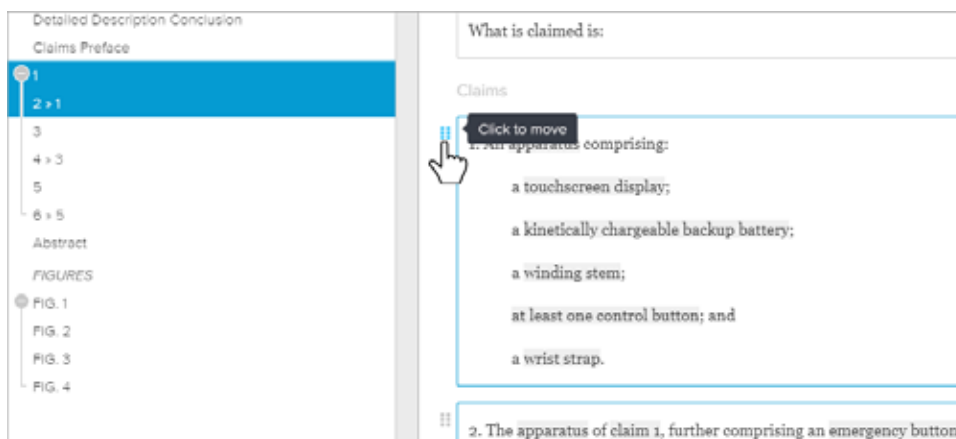 Detailed Description Conclusion
Claims Preface
1
2 » 1
3
4 » 3
5
6 » 5
Abstract
FIGURES
FIG. 1
FIG. 2
FIG. 3
FIG. 4
What is claimed is:
Claims
Click to move
1. An apparatus comprising:
a touchscreen display;
a kinetically chargeable backup battery;
a winding stem;
at least one control button; and
a wrist strap.
2. The apparatus of claim 1, further comprising an emergency button